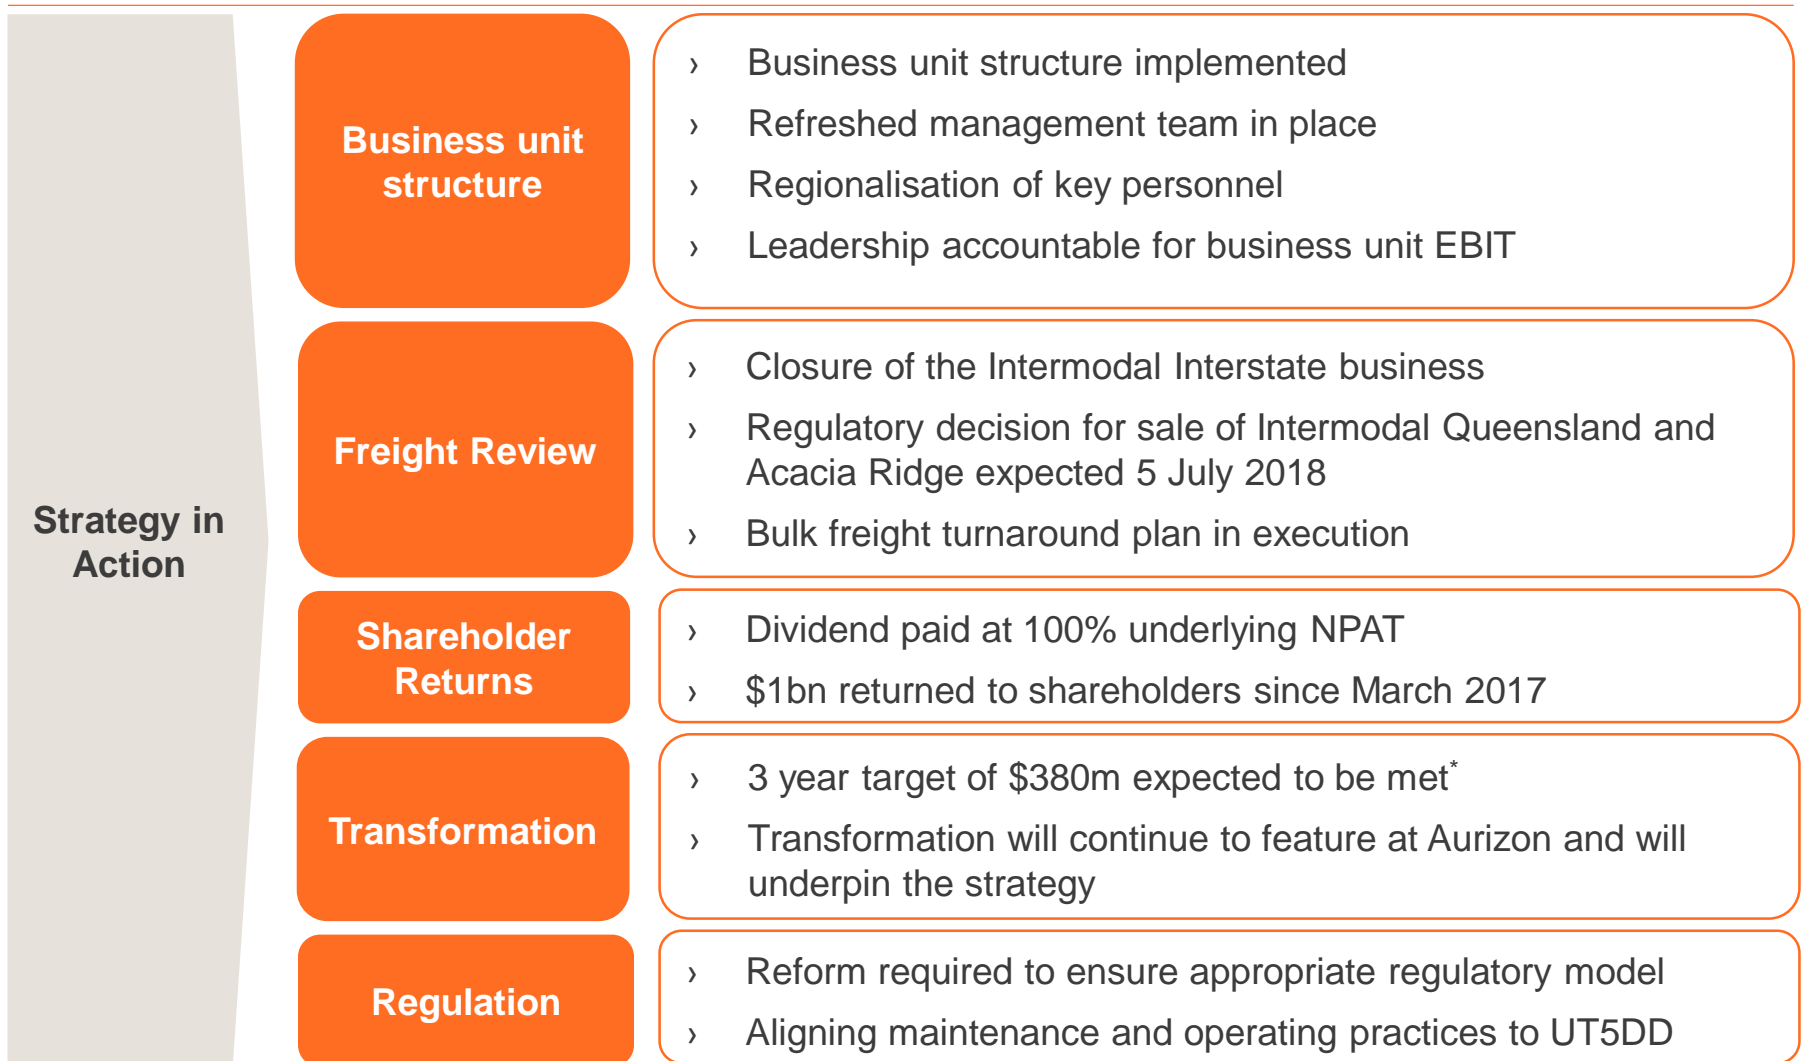 Strategy in
Action
Business unit
structure
› Business unit structure implemented
› Refreshed management team in place
› Regionalisation of key personnel
› Leadership accountable for business unit EBIT
Freight Review
› Closure of the Intermodal Interstate business
› Regulatory decision for sale of Intermodal Queensland and
Acacia Ridge expected 5 July 2018
› Bulk freight turnaround plan in execution
Shareholder
Returns
› Dividend paid at 100% underlying NPAT
› $1bn returned to shareholders since March 2017
Transformation
› 3 year target of $380m expected to be met*
› Transformation will continue to feature at Aurizon and will
underpin the strategy
Regulation
› Reform required to ensure appropriate regulatory model
› Aligning maintenance and operating practices to UT5DD